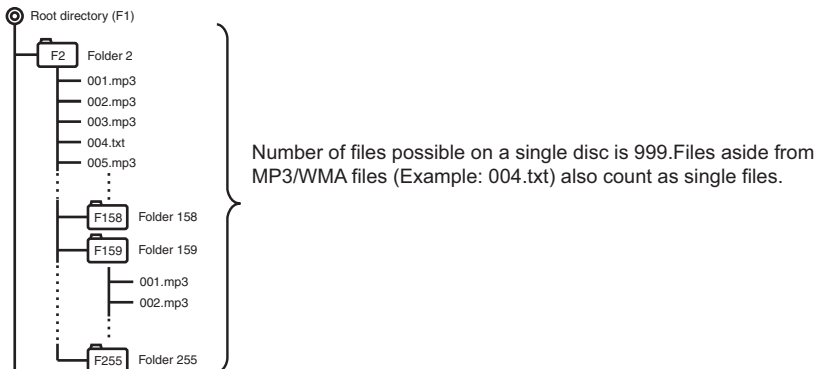 Root directory (F1)
F2 Folder 2
001.mp3
002.mp3
003.mp3
004.txt
005.mp3
F158 Folder 158
F159 Folder 159
001.mp3
002.mp3
F255 Folder 255
Number of files possible on a single disc is 999.Files aside from
MP3/WMA files (Example: 004.txt) also count as single files.